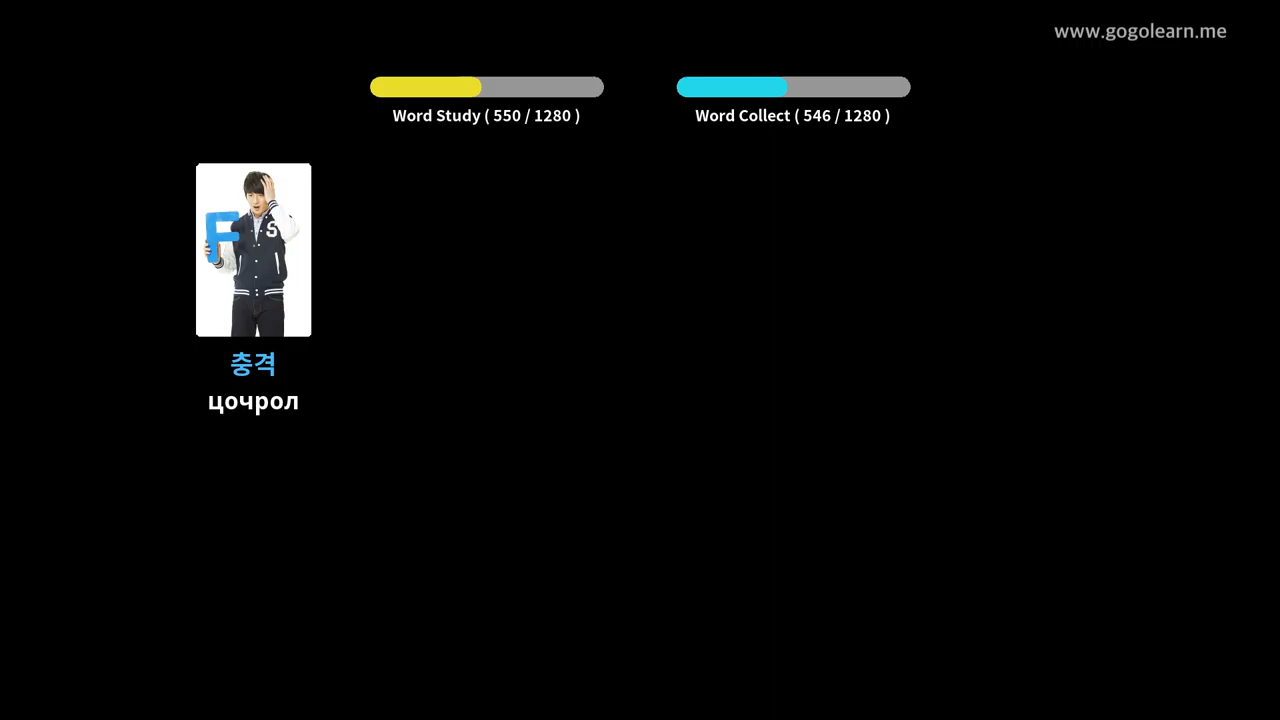 www.gogolearn.me
Word Study ( 550 / 1280 )
Word Collect ( 546 / 1280 )
F
S
충격
цочрол